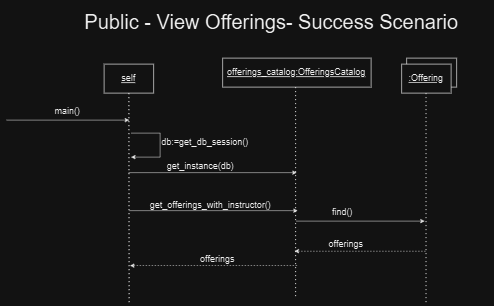 Public - View Offerings- Success Scenario
self
offerings_catalog:OfferingsCatalog
:Offering
main()
db:=get_db_session()
get_instance(db)
get_offerings_with_instructor()
find()
offerings
offerings